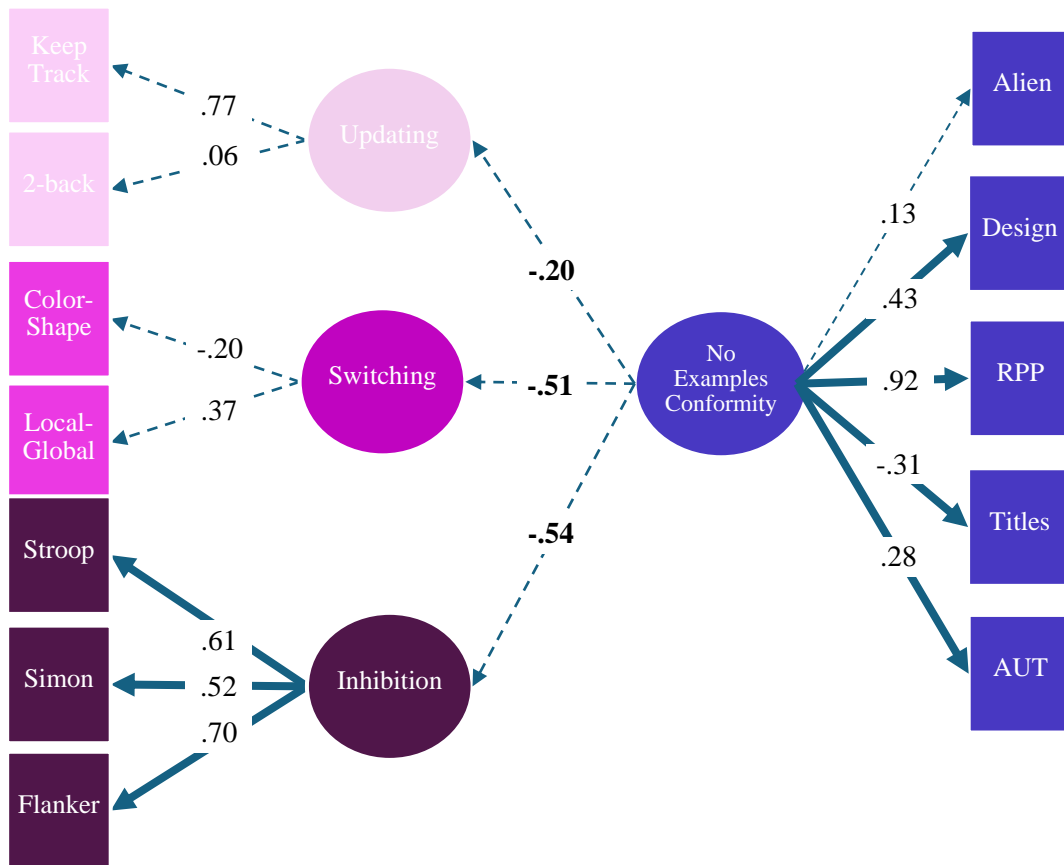 Keep
Track
2-back
Color-
Shape
Local-
Global
Stroop
Simon
Flanker
.77
.06
-.20
.37
.61
.52
.70
Updating
Switching
Inhibition
-.20
-.51
-.54
No
Examples
Conformity
.13
.43
.92
-.31
.28
Alien
Design
RPP
Titles
AUT